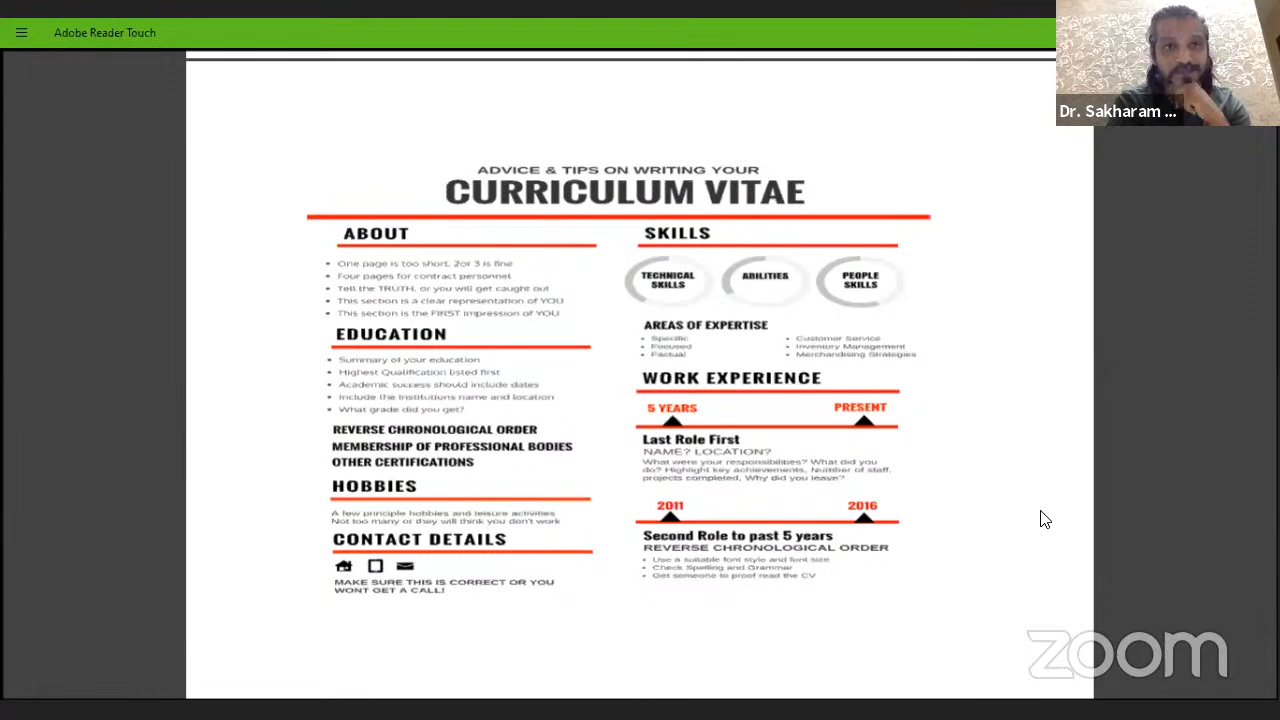 Adobe Reader Touch
Dr. Sakharam ...
ADVICE & TIPS ON WRITING YOUR
CURRICULUM VITAE
ABOUT
• One page is too short, 2or 3 is fine
• Four pages for contract personnel
• Tell the TRUTH, or you will get caught out
• This section is a clear representation of YOU
• This section is the FIRST impression of YOU
EDUCATION
• Summary of your education
• Highest Qualification listed first
• Academic success should include dates
• Include the Institutions name and location
• What grade did you get?
REVERSE CHRONOLOGICAL ORDER
MEMBERSHIP OF PROFESSIONAL BODIES
OTHER CERTIFICATIONS
HOBBIES
A few principle hobbies and leisure activities
Not too many or they will think you don't work
CONTACT DETAILS
MAKE SURE THIS IS CORRECT OR YOU
WONT GET A CALL!
SKILLS
TECHNICAL
SKILLS
ABILITIES
PEOPLE
SKILLS
AREAS OF EXPERTISE
• Specific
• Focused
• Factual
• Customer Service
• Inventory Management
• Merchandising Strategies
WORK EXPERIENCE
5 YEARS
PRESENT
Last Role First
NAME? LOCATION?
What were your responsibilities? What did you
do? Highlight key achievements, Number of staff,
projects completed, Why did you leave?
2011
2016
Second Role to past 5 years
REVERSE CHRONOLOGICAL ORDER
• Use a suitable font style and font size
• Check Spelling and Grammar
• Get someone to proof read the CV
zoom